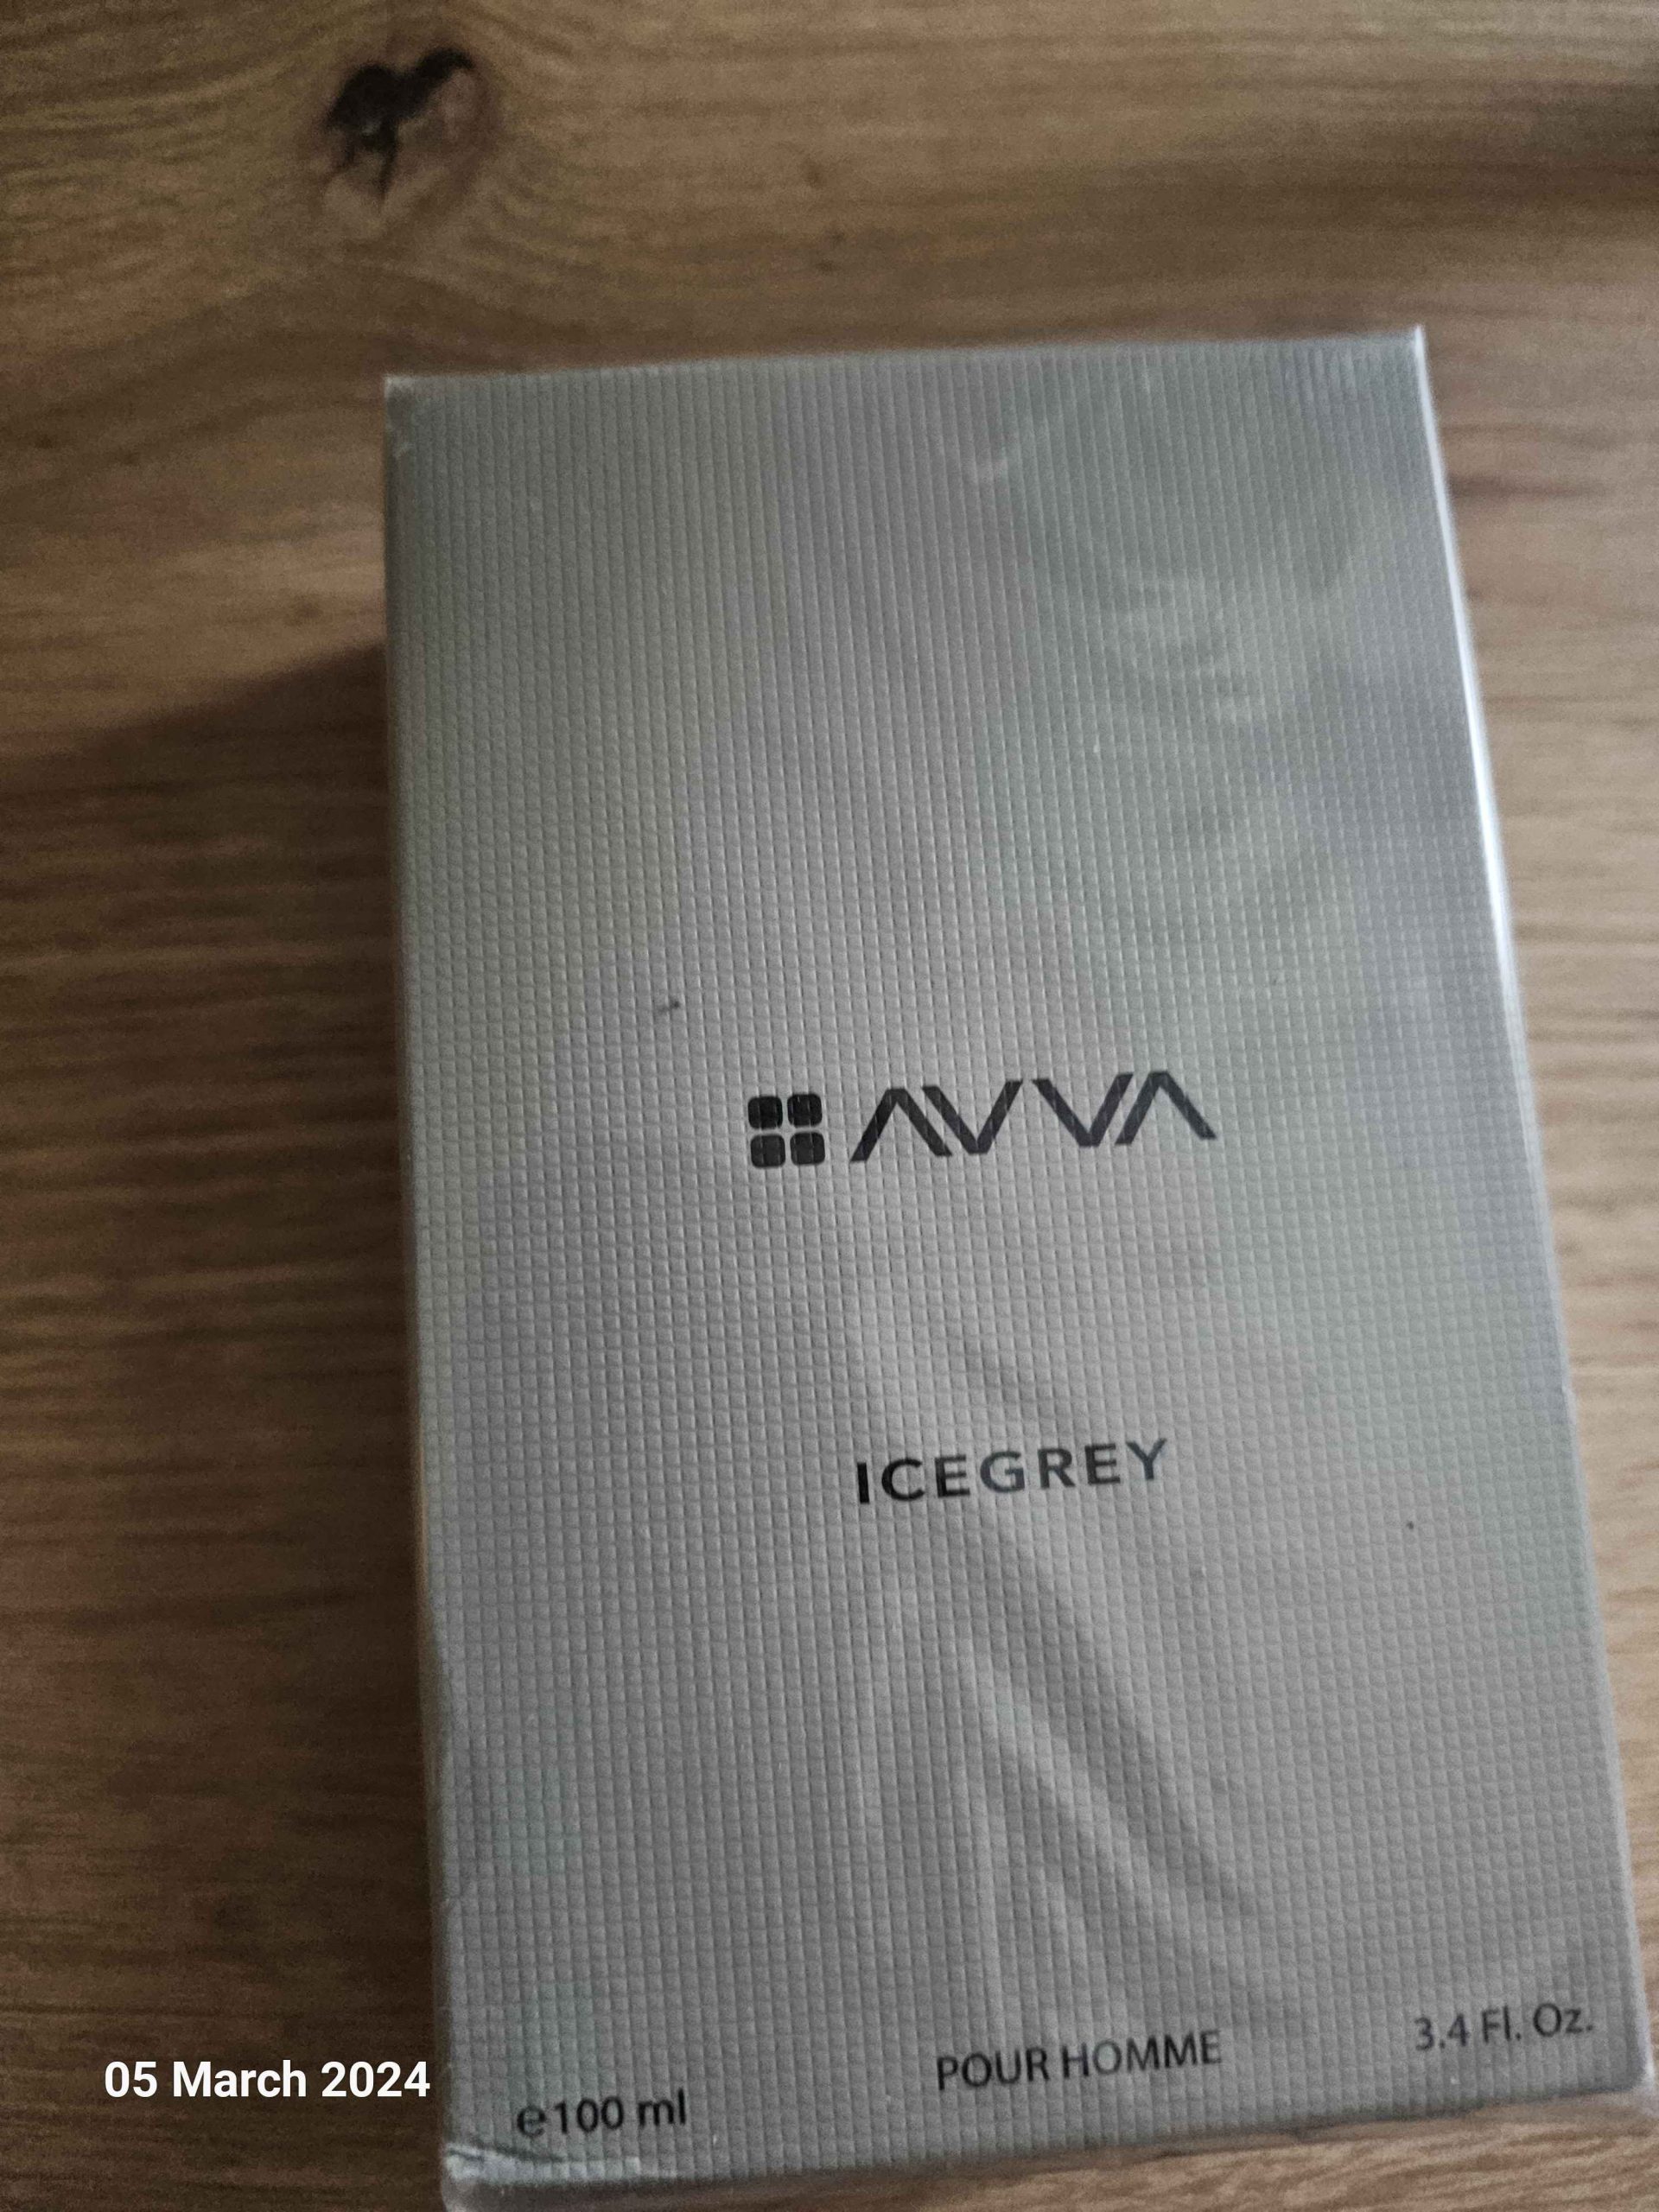 AVVA
ICEGREY
POUR HOMME
3.4 Fl. Oz.
℮100 ml
05 March 2024